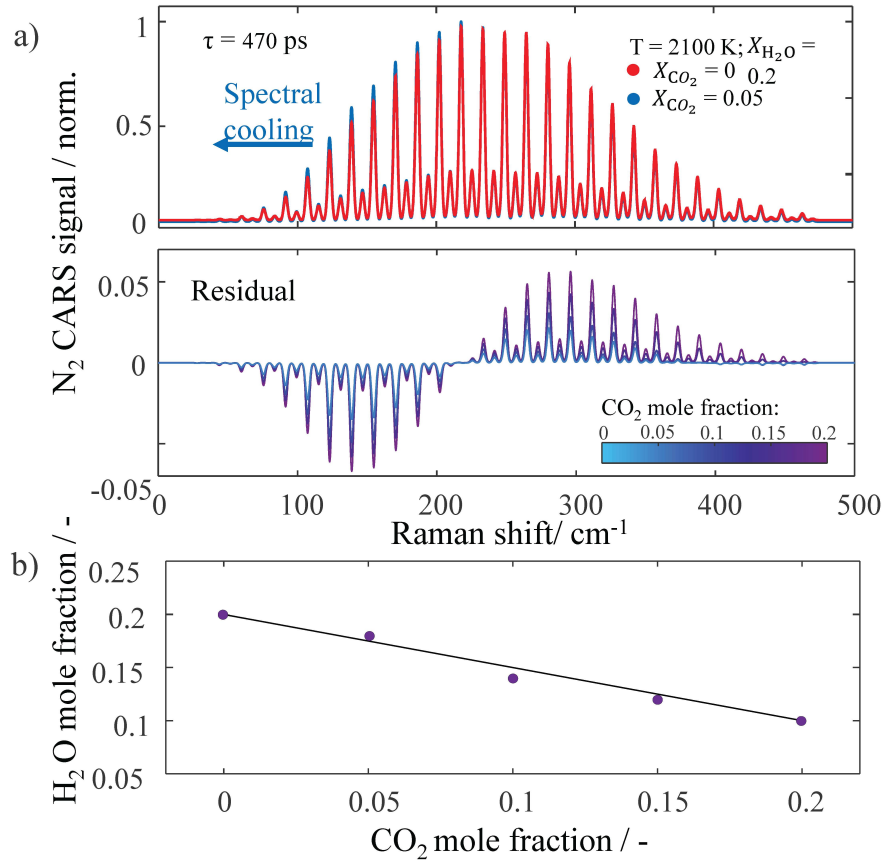 a)
N₂ CARS signal / norm.
1
0.5
0
τ = 470 ps
Spectral
cooling
T = 2100 K; X_H₂O =
X_CO₂ = 0 0.2
X_CO₂ = 0.05
0.05
0
-0.05
Residual
CO₂ mole fraction:
0 0.05 0.1 0.15 0.2
0 100 200 300 400 500
Raman shift/ cm⁻¹
b)
H₂O mole fraction / -
0.25
0.2
0.15
0.1
0.05
0 0.05 0.1 0.15 0.2
CO₂ mole fraction / -